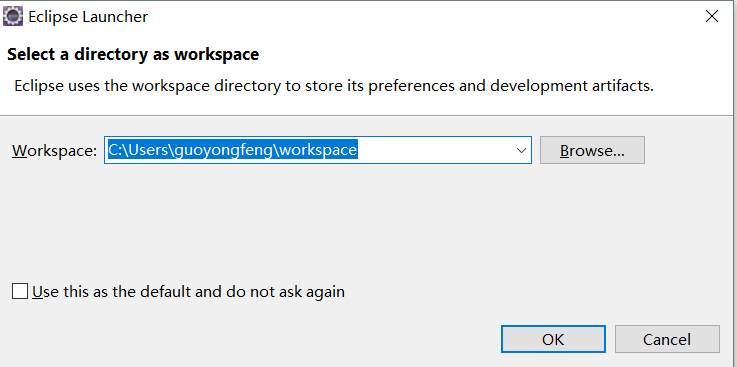 Eclipse Launcher
Select a directory as workspace
Eclipse uses the workspace directory to store its preferences and development artifacts.
Workspace: C:\Users\guoyongfeng\workspace Browse...
Use this as the default and do not ask again
OK Cancel